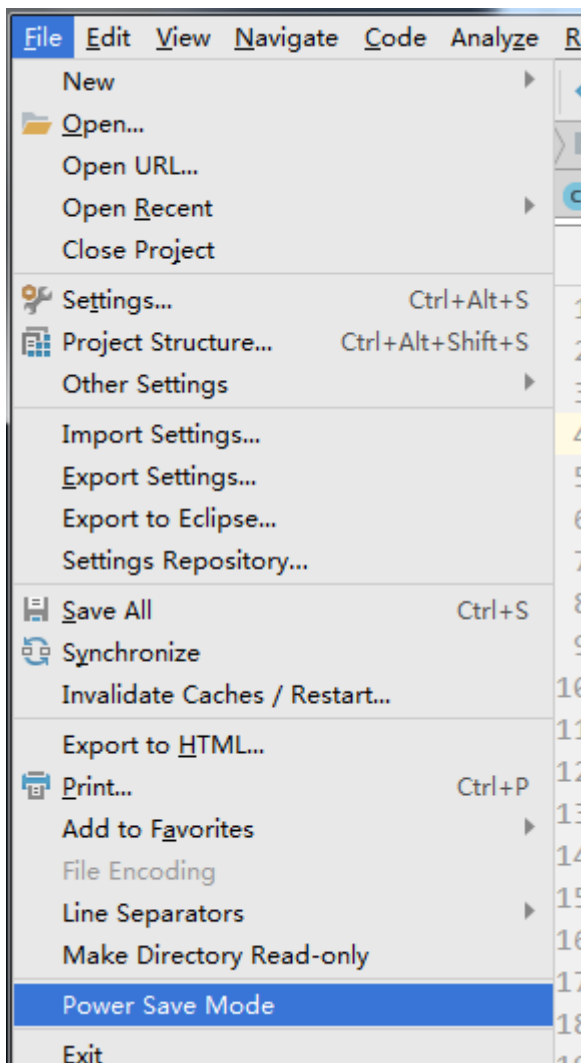 File Edit View Navigate Code Analyze R
New
Open...
Open URL...
Open Recent
Close Project
Settings... Ctrl+Alt+S
Project Structure... Ctrl+Alt+Shift+S
Other Settings
Import Settings...
Export Settings...
Export to Eclipse...
Settings Repository...
Save All Ctrl+S
Synchronize
Invalidate Caches / Restart...
Export to HTML...
Print... Ctrl+P
Add to Favorites
File Encoding
Line Separators
Make Directory Read-only
Power Save Mode
Exit